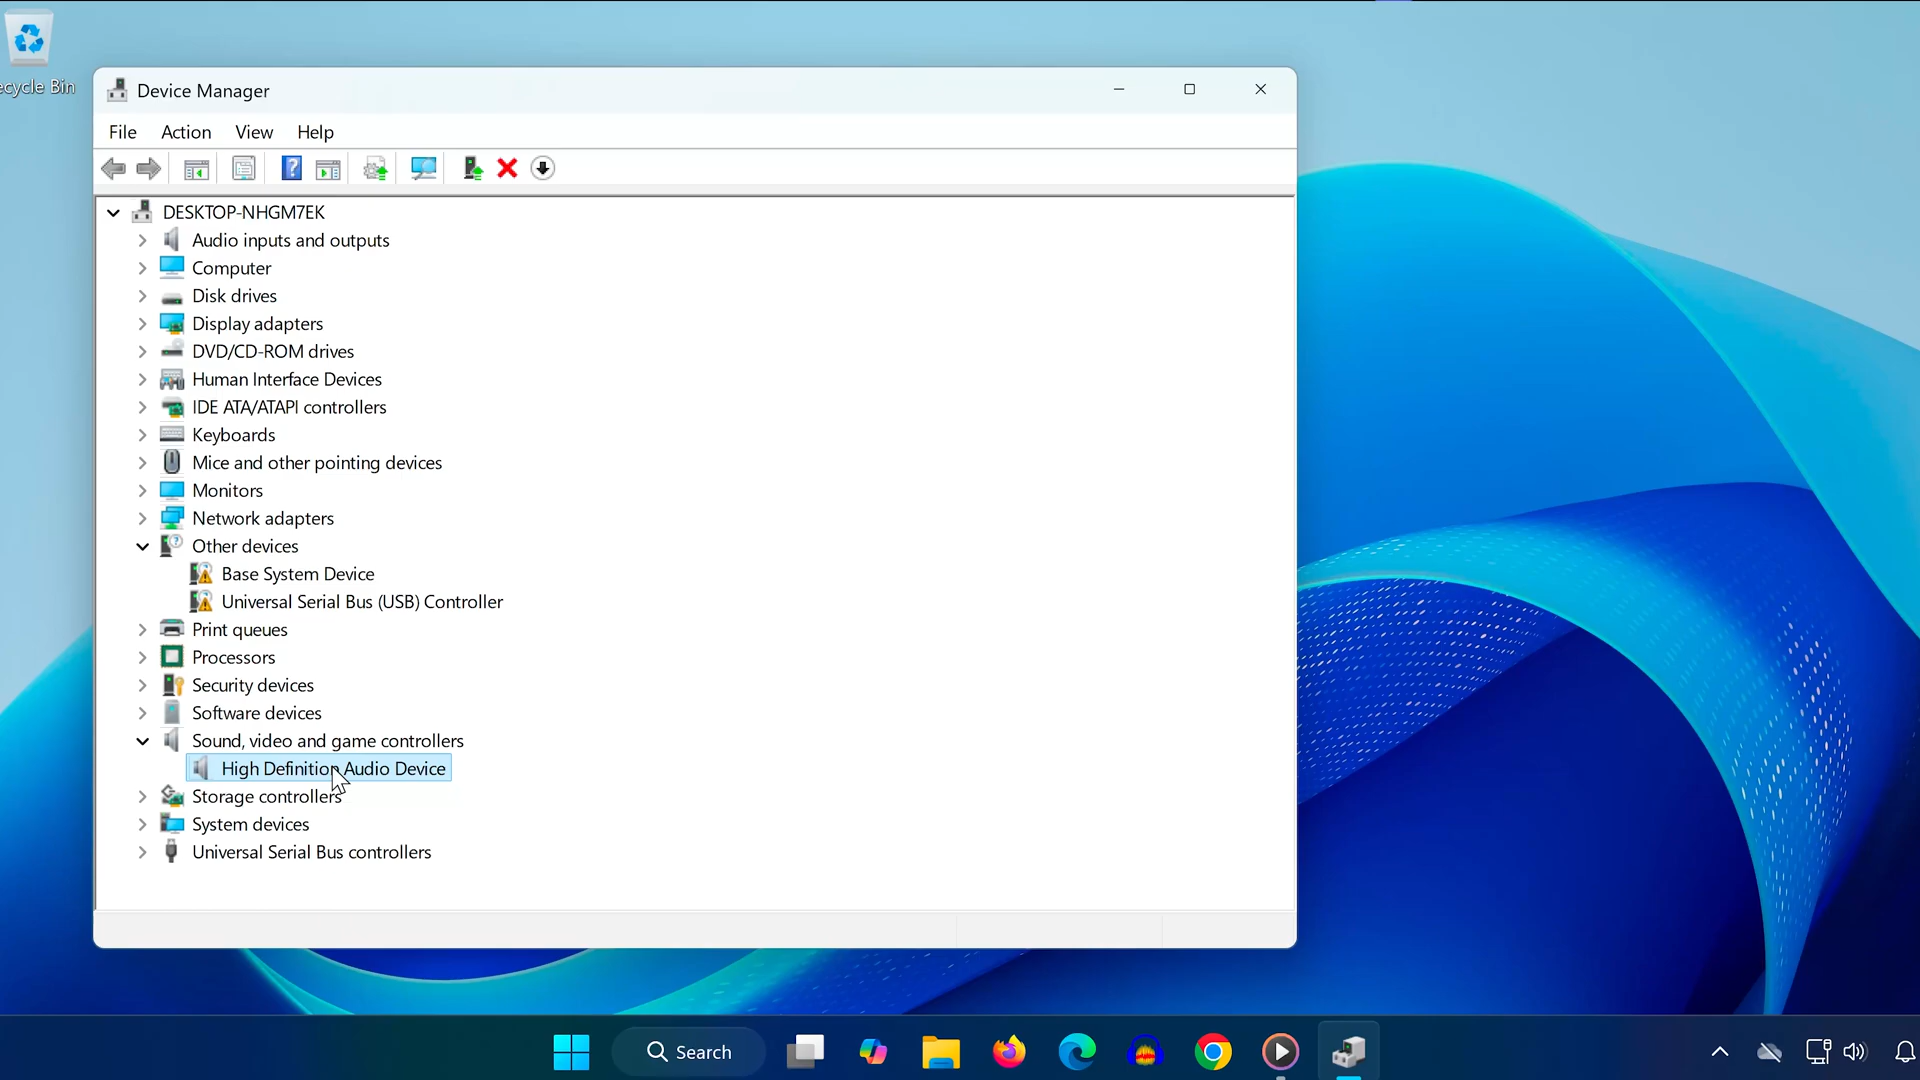 ecycle Bin
Device Manager
File Action View Help
DESKTOP-NHGM7EK
Audio inputs and outputs
Computer
Disk drives
Display adapters
DVD/CD-ROM drives
Human Interface Devices
IDE ATA/ATAPI controllers
Keyboards
Mice and other pointing devices
Monitors
Network adapters
Other devices
Base System Device
Universal Serial Bus (USB) Controller
Print queues
Processors
Security devices
Software devices
Sound, video and game controllers
High Definition Audio Device
Storage controllers
System devices
Universal Serial Bus controllers
Search